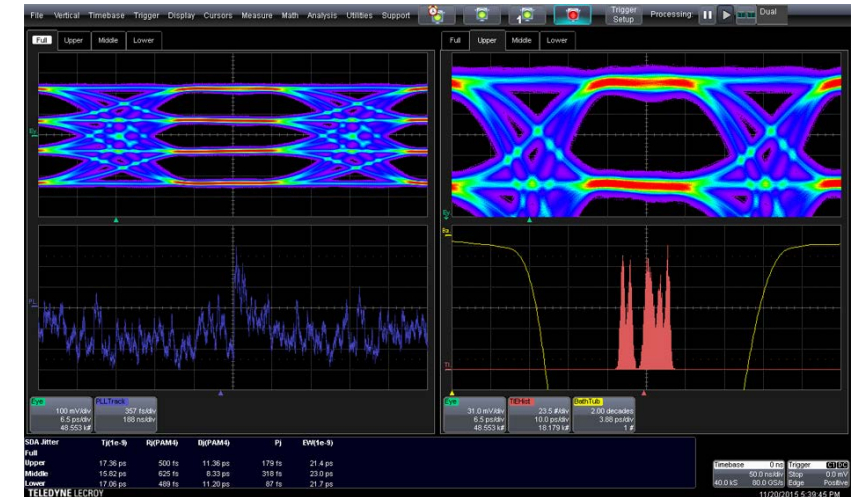 File Vertical Timebase Trigger Display Cursors Measure Math Analysis Utilities Support
Trigger Setup
Processing:
Dual
Full Upper Middle Lower
Full Upper Middle Lower
Eye
100 mV/div
6.5 ps/div
48.553 k#
PLLTrack
357 fs/div
188 ns/div
Eye
31.0 mV/div
6.5 ps/div
48.553 k#
TIEHist
23.5 #/div
10.0 ps/div
18.179 k#
BathTub
2.00 decades
3.88 ps/div
1 #
SDA Jitter Tj(1e-9) Rj(PAM4) Dj(PAM4) Pj EW(1e-9)
Full
Upper 17.36 ps 500 fs 11.36 ps 179 fs 21.4 ps
Middle 15.82 ps 625 fs 8.33 ps 318 fs 23.0 ps
Lower 17.06 ps 489 fs 11.20 ps 87 fs 21.7 ps
Timebase 0 ns
50.0 ns/div
40.0 kS 80.0 GS/s
Trigger C1 DC
Stop 0.0 mV
Edge Positive
TELEDYNE LECROY
11/20/2015 5:39:45 PM